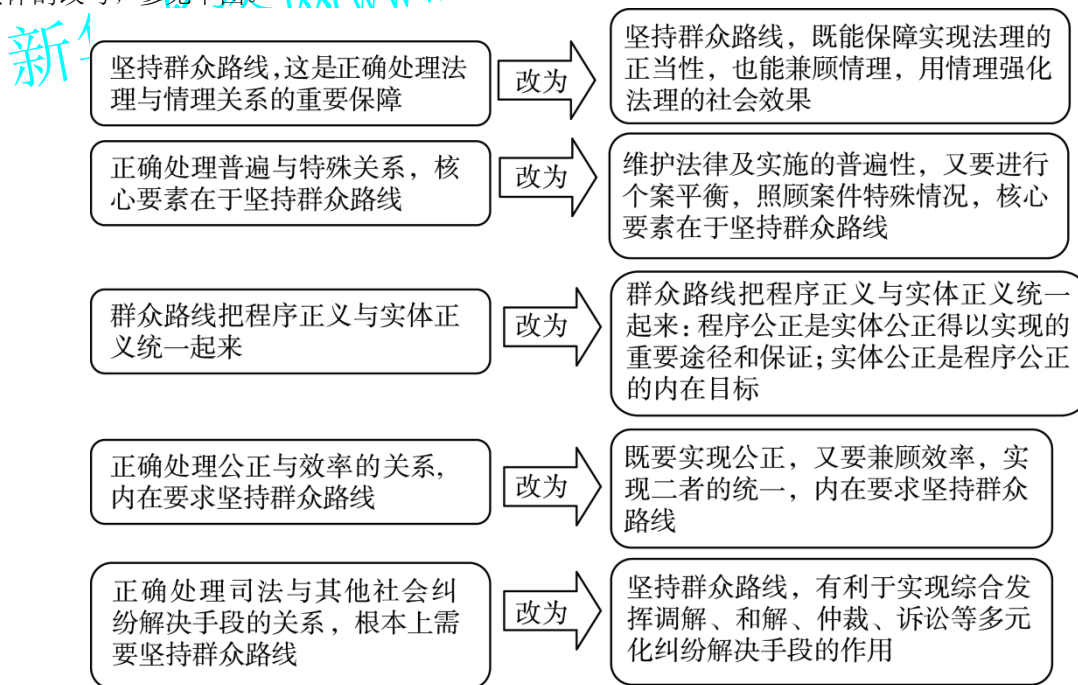 新
坚持群众路线，这是正确处理法
理与情理关系的重要保障
改为
坚持群众路线，既能保障实现法理的
正当性，也能兼顾情理，用情理强化
法理的社会效果
正确处理普遍与特殊关系，核
心要素在于坚持群众路线
改为
维护法律及实施的普遍性，又要进行
个案平衡，照顾案件特殊情况，核心
要素在于坚持群众路线
群众路线把程序正义与实体正
义统一起来
改为
群众路线把程序正义与实体正义统一
起来：程序公正是实体公正得以实现的
重要途径和保证；实体公正是程序公正
的内在目标
正确处理公正与效率的关系，
内在要求坚持群众路线
改为
既要实现公正，又要兼顾效率，实
现二者的统一，内在要求坚持群众
路线
正确处理司法与其他社会纠
纷解决手段的关系，根本上需
要坚持群众路线
改为
坚持群众路线，有利于实现综合发
挥调解、和解、仲裁、诉讼等多元
化纠纷解决手段的作用